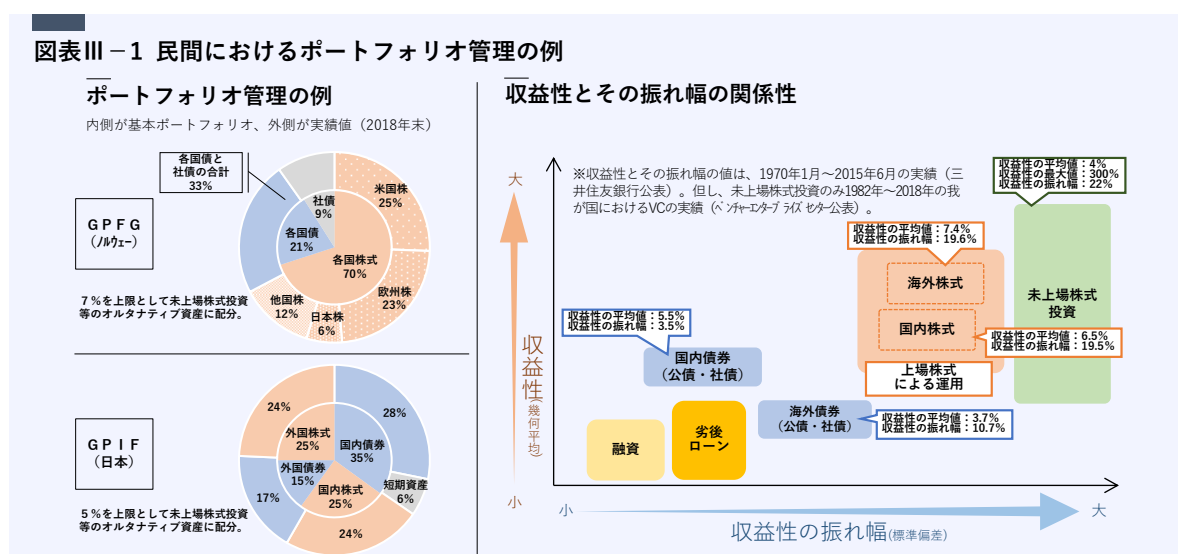 図表Ⅲ－1 民間におけるポートフォリオ管理の例
ポートフォリオ管理の例
内側が基本ポートフォリオ、外側が実績値（2018年末）
各国債と
社債の合計
33%
ＧＰＦＧ
（ﾉﾙｳｪｰ）
７％を上限として未上場株式投資
等のオルタナティブ資産に配分。
社債
9%
各国債
21%
各国株式
70%
米国株
25%
欧州株
23%
日本株
6%
他国株
12%
ＧＰＩＦ
（日本）
５％を上限として未上場株式投資
等のオルタナティブ資産に配分。
24%
28%
外国株式
25%
国内債券
35%
外国債券
15%
国内株式
25%
短期資産
6%
17%
24%
収益性とその振れ幅の関係性
※収益性とその振れ幅の値は、1970年1月～2015年6月の実績（三
井住友銀行公表）。但し、未上場株式投資のみ1982年～2018年の我
が国におけるVCの実績（ﾍﾞﾝﾁｬｰｴﾝﾀｰﾌﾟﾗｲｽﾞｾﾝﾀｰ公表）。
収益性の平均値：4%
収益性の最大値：300%
収益性の振れ幅：22%
収益性の平均値：7.4%
収益性の振れ幅：19.6%
海外株式
国内株式
収益性の平均値：6.5%
収益性の振れ幅：19.5%
上場株式
による運用
未上場株式
投資
収益性の平均値：5.5%
収益性の振れ幅：3.5%
国内債券
（公債・社債）
海外債券
（公債・社債）
収益性の平均値：3.7%
収益性の振れ幅：10.7%
融資
劣後
ローン
大
収益性(幾何平均)
小
小
大
収益性の振れ幅(標準偏差)